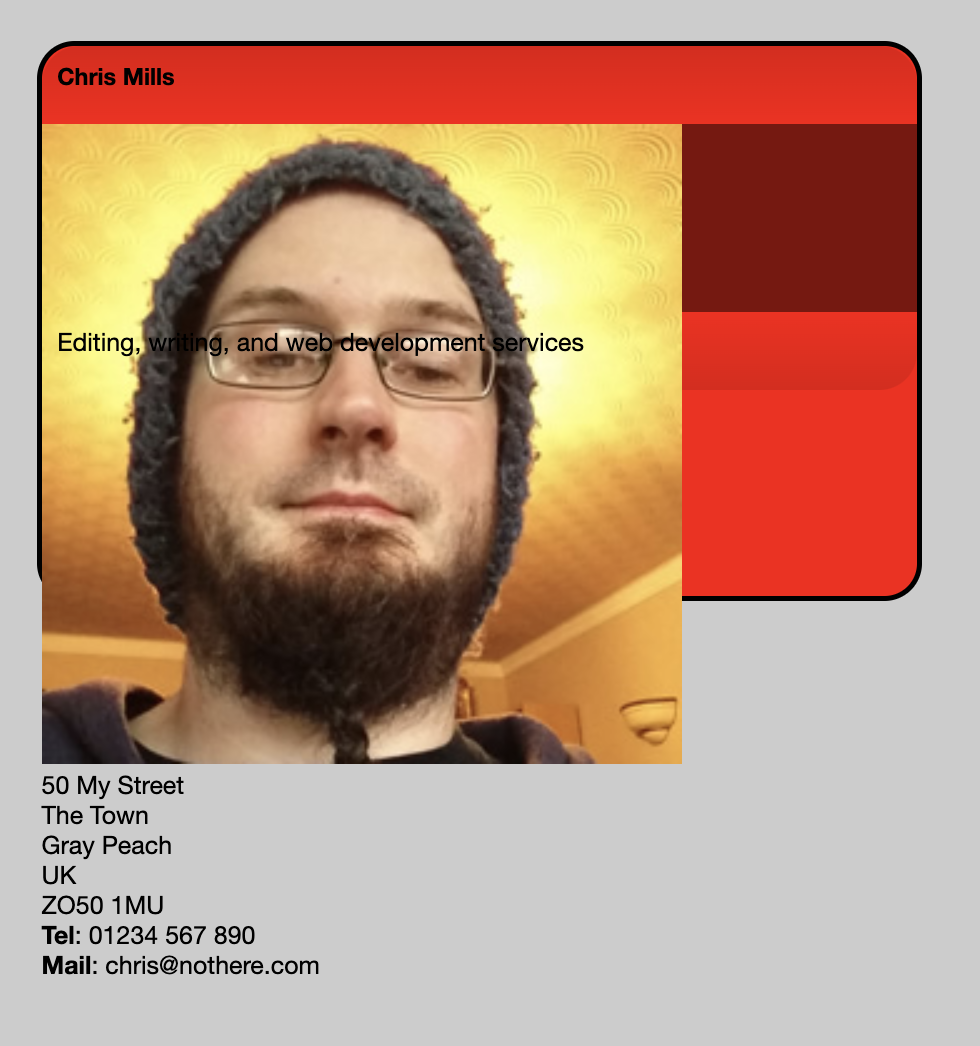 Chris Mills
Editing, writing, and web development services
50 My Street
The Town
Gray Peach
UK
ZO50 1MU
Tel: 01234 567 890
Mail: chris@nothere.com